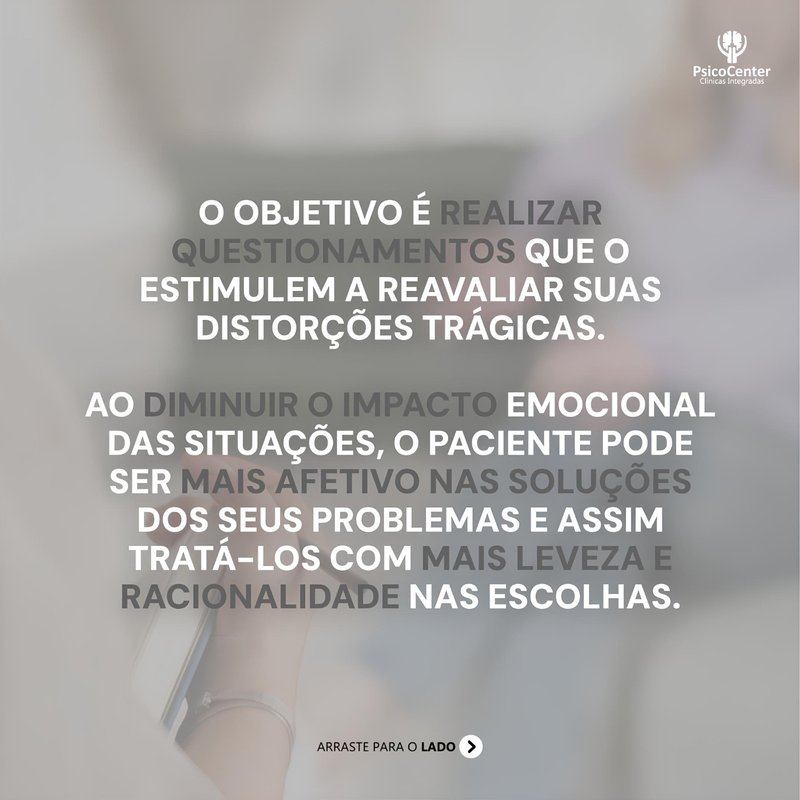 PsicoCenter
Clínicas Integradas
O OBJETIVO É REALIZAR
QUESTIONAMENTOS QUE O
ESTIMULEM A REAVALIAR SUAS
DISTORÇÕES TRÁGICAS.
AO DIMINUIR O IMPACTO EMOCIONAL
DAS SITUAÇÕES, O PACIENTE PODE
SER MAIS AFETIVO NAS SOLUÇÕES
DOS SEUS PROBLEMAS E ASSIM
TRATÁ-LOS COM MAIS LEVEZA E
RACIONALIDADE NAS ESCOLHAS.
ARRASTE PARA O LADO